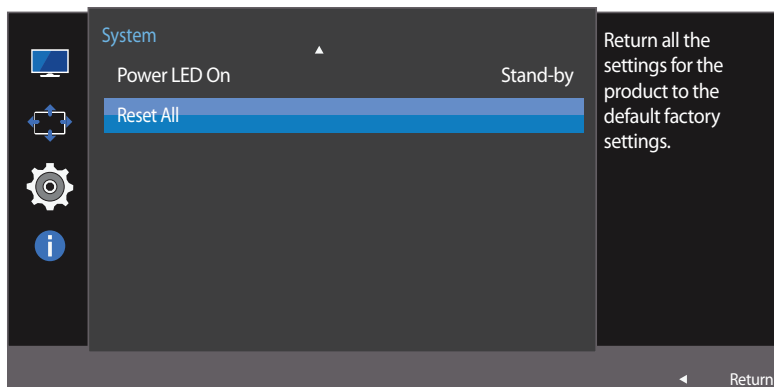 System
Power LED On Stand-by
Reset All
Return all the
settings for the
product to the
default factory
settings.
Return